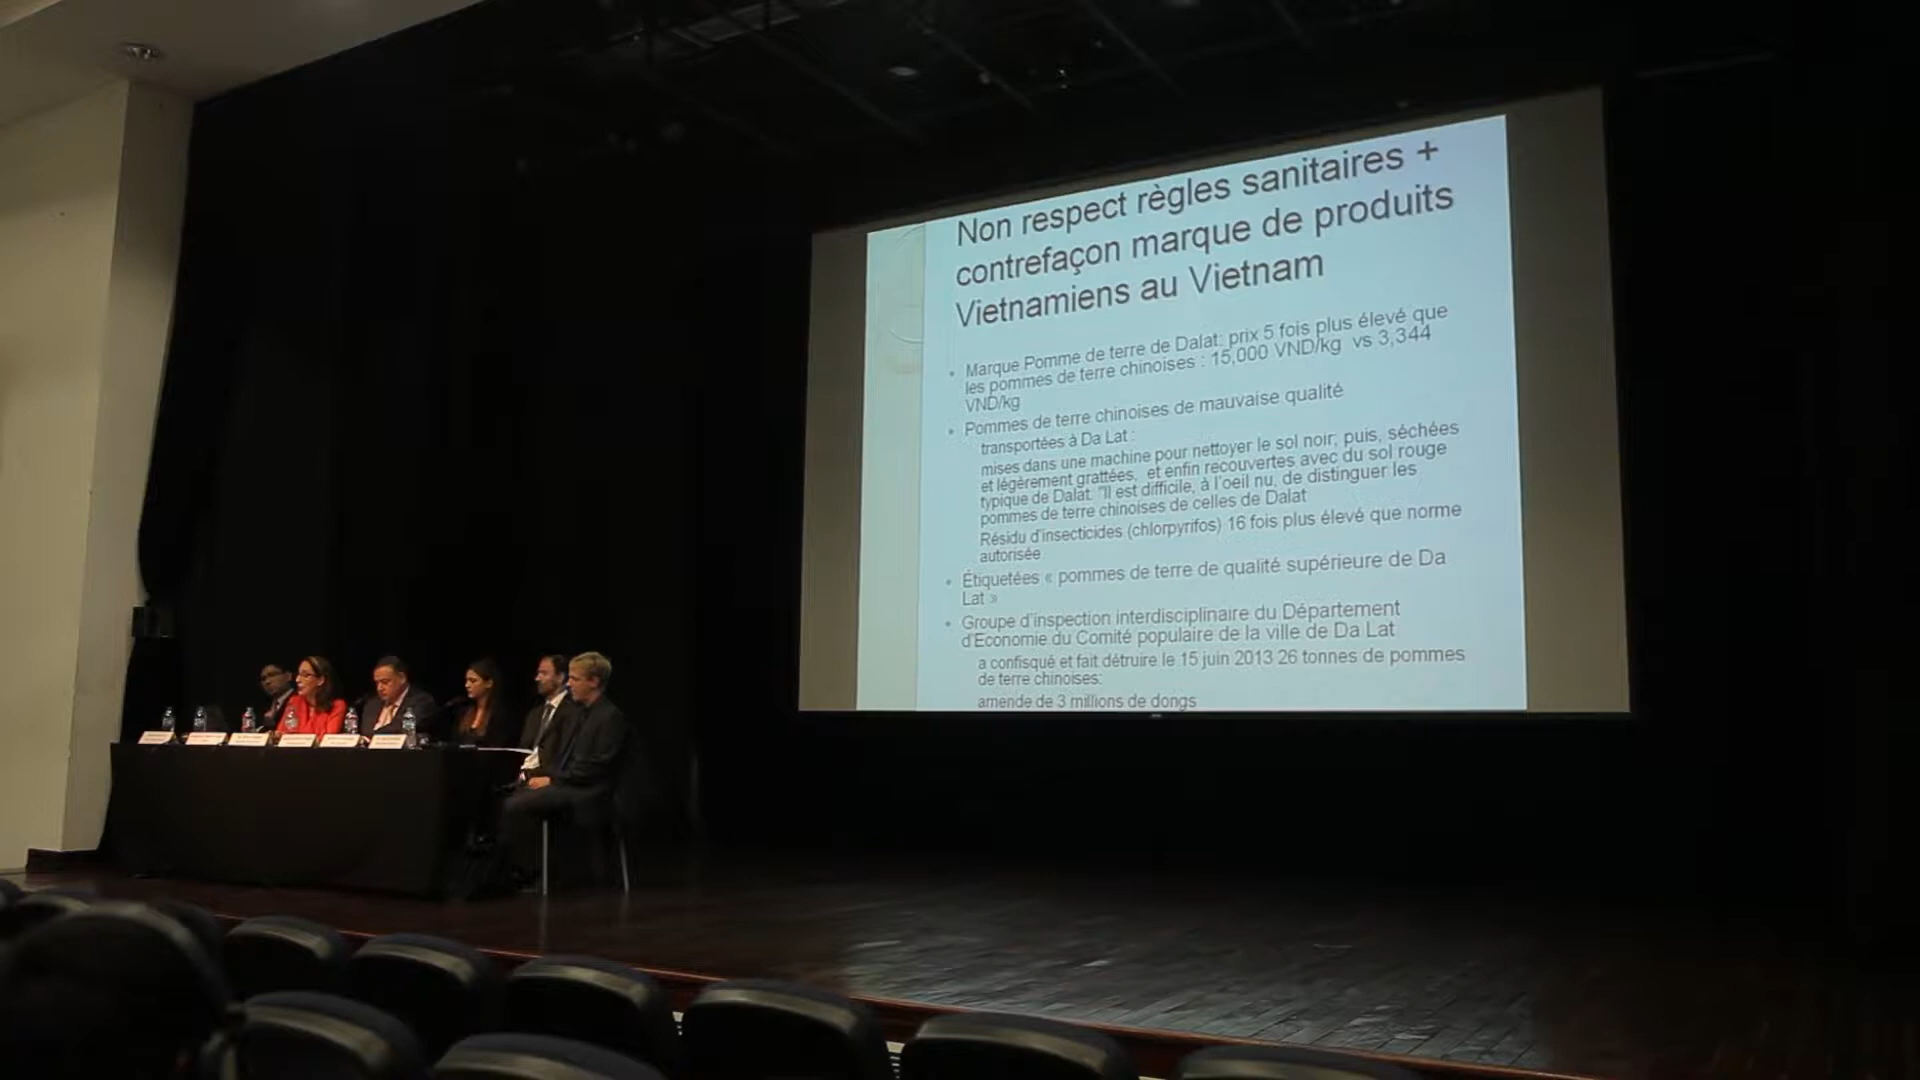 Non respect règles sanitaires +
contrefaçon marque de produits
Vietnamiens au Vietnam
• Marque Pomme de terre de Dalat: prix 5 fois plus élevé que
les pommes de terre chinoises : 15,000 VND/kg vs 3,344
VND/kg
• Pommes de terre chinoises de mauvaise qualité
transportées à Da Lat :
mises dans une machine pour nettoyer le sol noir; puis, séchées
et légèrement grattées, et enfin recouvertes avec du sol rouge
typique de Dalat. "Il est difficile, à l'oeil nu, de distinguer les
pommes de terre chinoises de celles de Dalat
Résidu d'insecticides (chlorpyrifos) 16 fois plus élevé que norme
autorisée
• Étiquetées « pommes de terre de qualité supérieure de Da
Lat »
• Groupe d'inspection interdisciplinaire du Département
d'Economie du Comité populaire de la ville de Da Lat
a confisqué et fait détruire le 15 juin 2013 26 tonnes de pommes
de terre chinoises:
amende de 3 millions de dongs